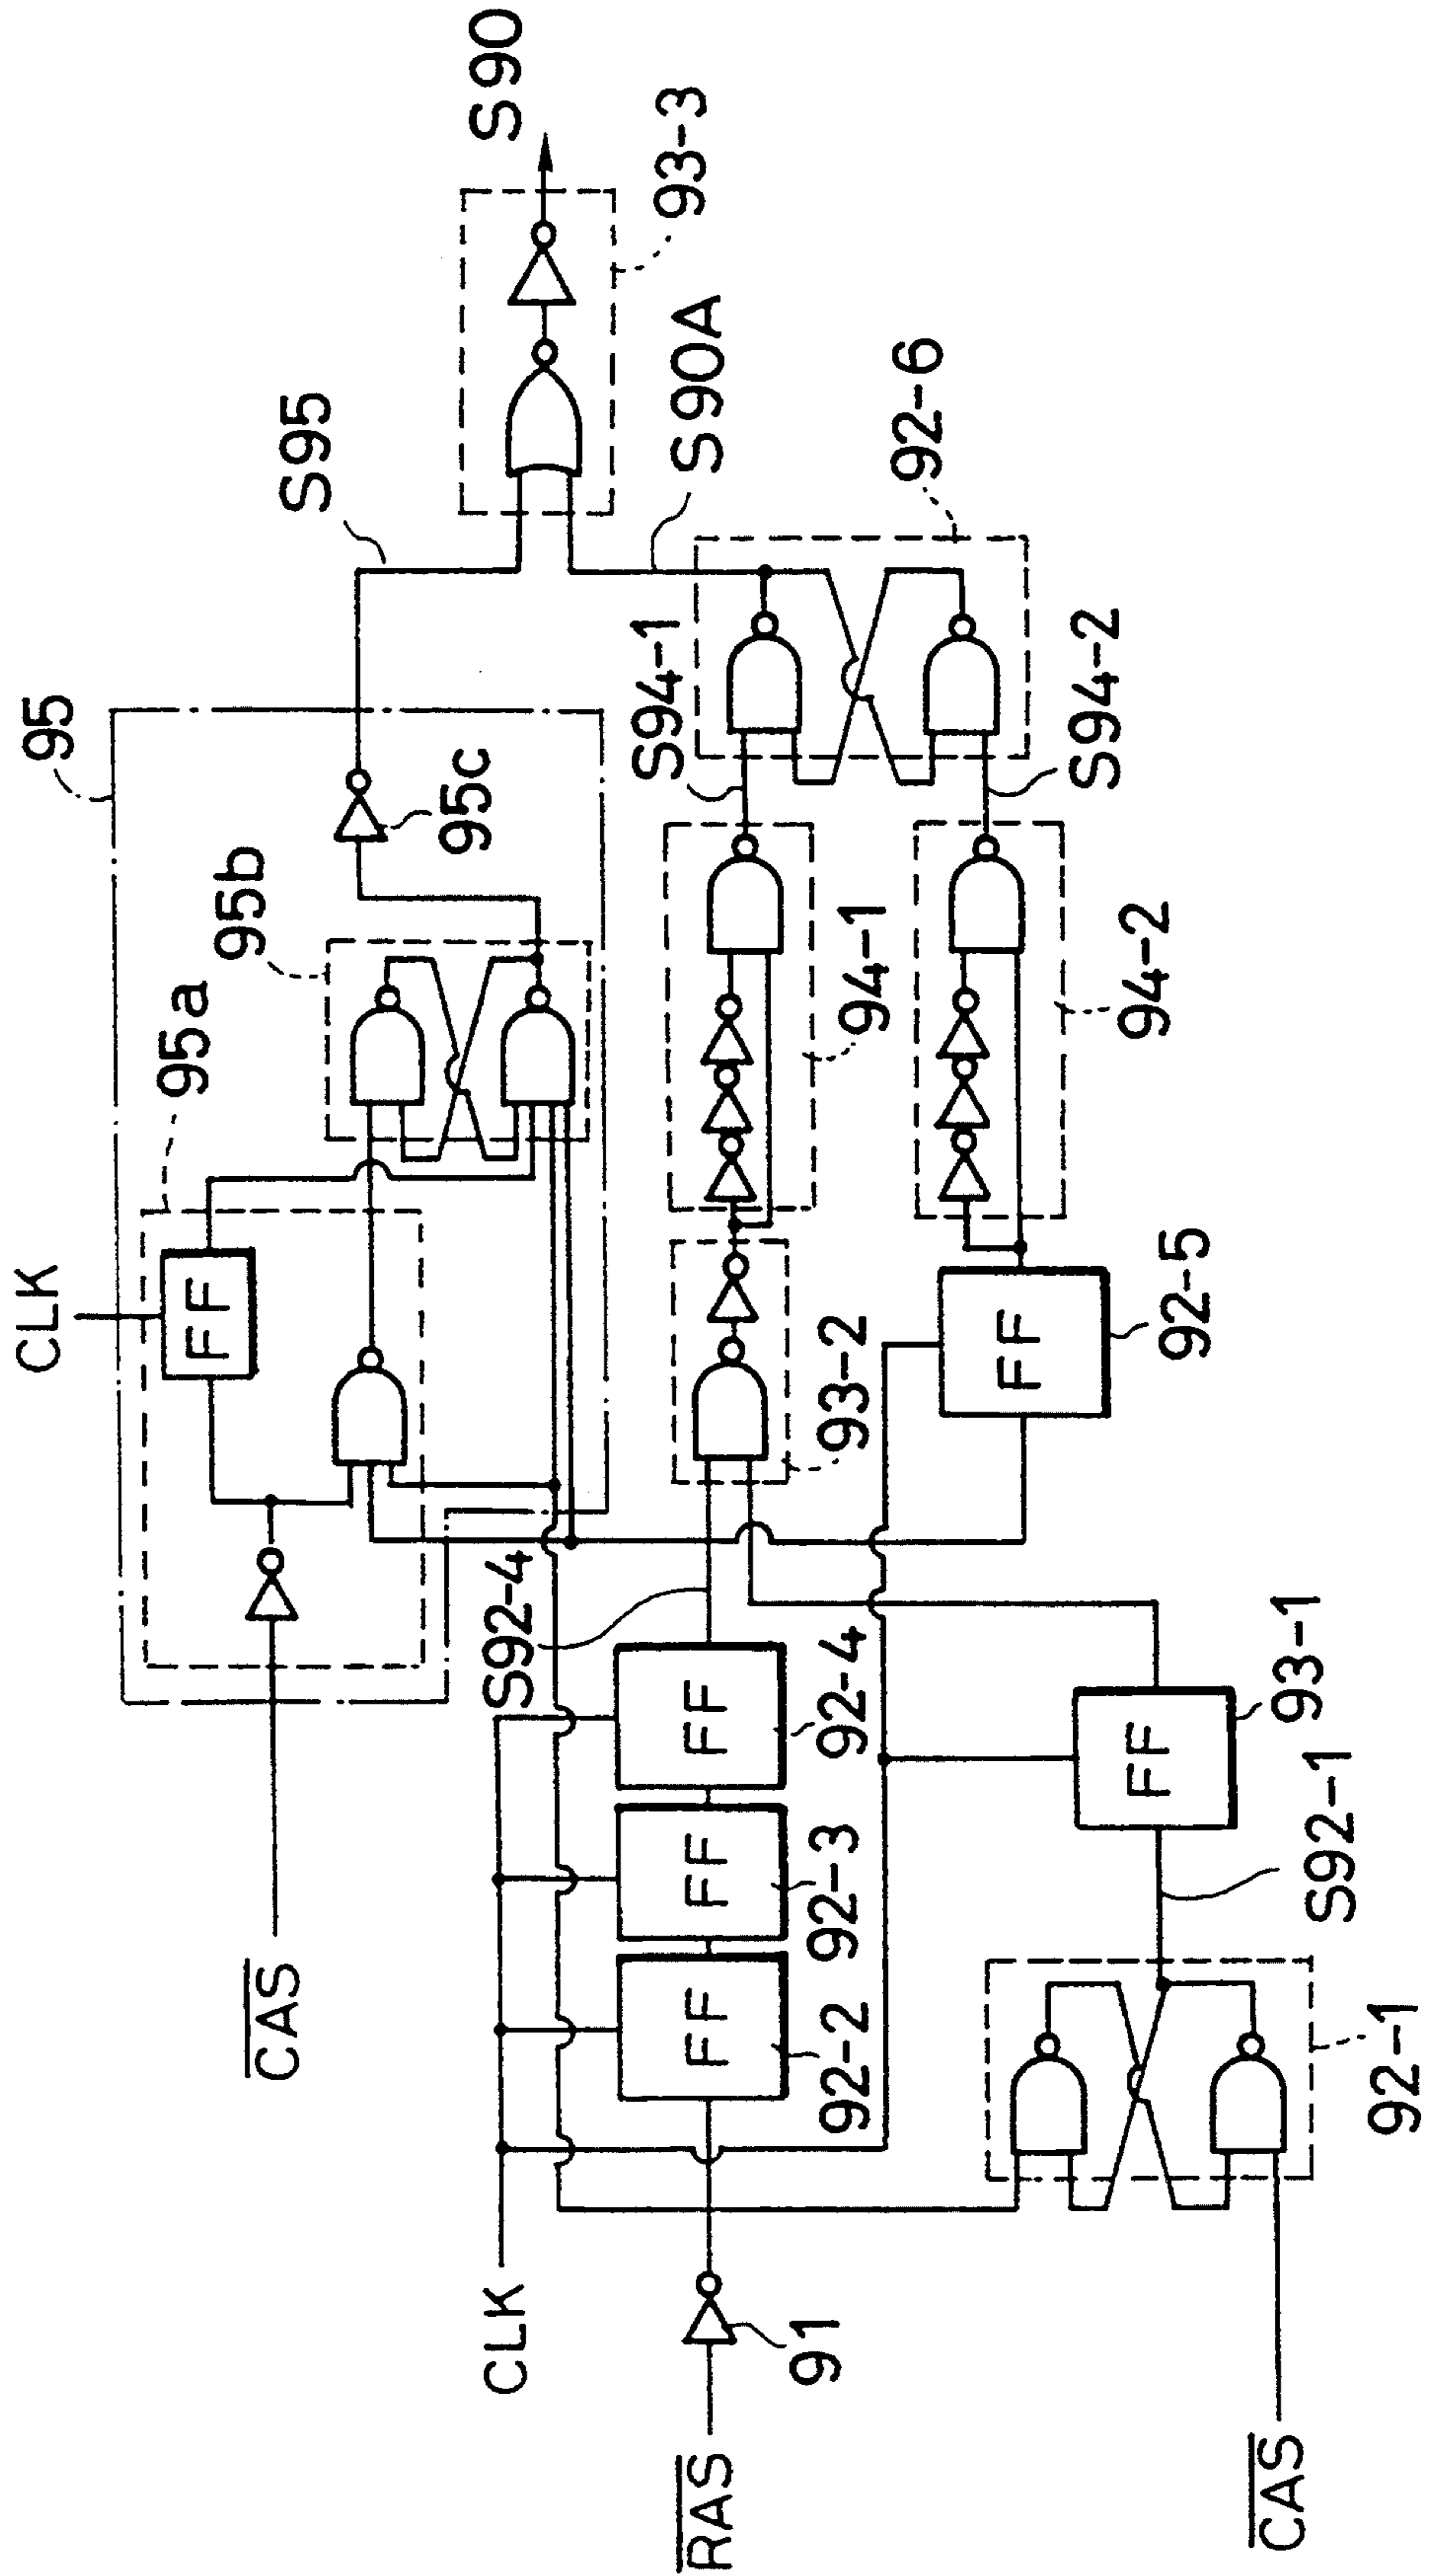 95
CLK
95a
FF
95b
95c
S95
S90
93-3
CAS
S90A
S92-4
CLK
RAS
91
FF
92-2
FF
92-3
FF
92-4
93-2
94-1
S94-1
92-6
FF
92-5
94-2
S94-2
CAS
92-1
S92-1
FF
93-1